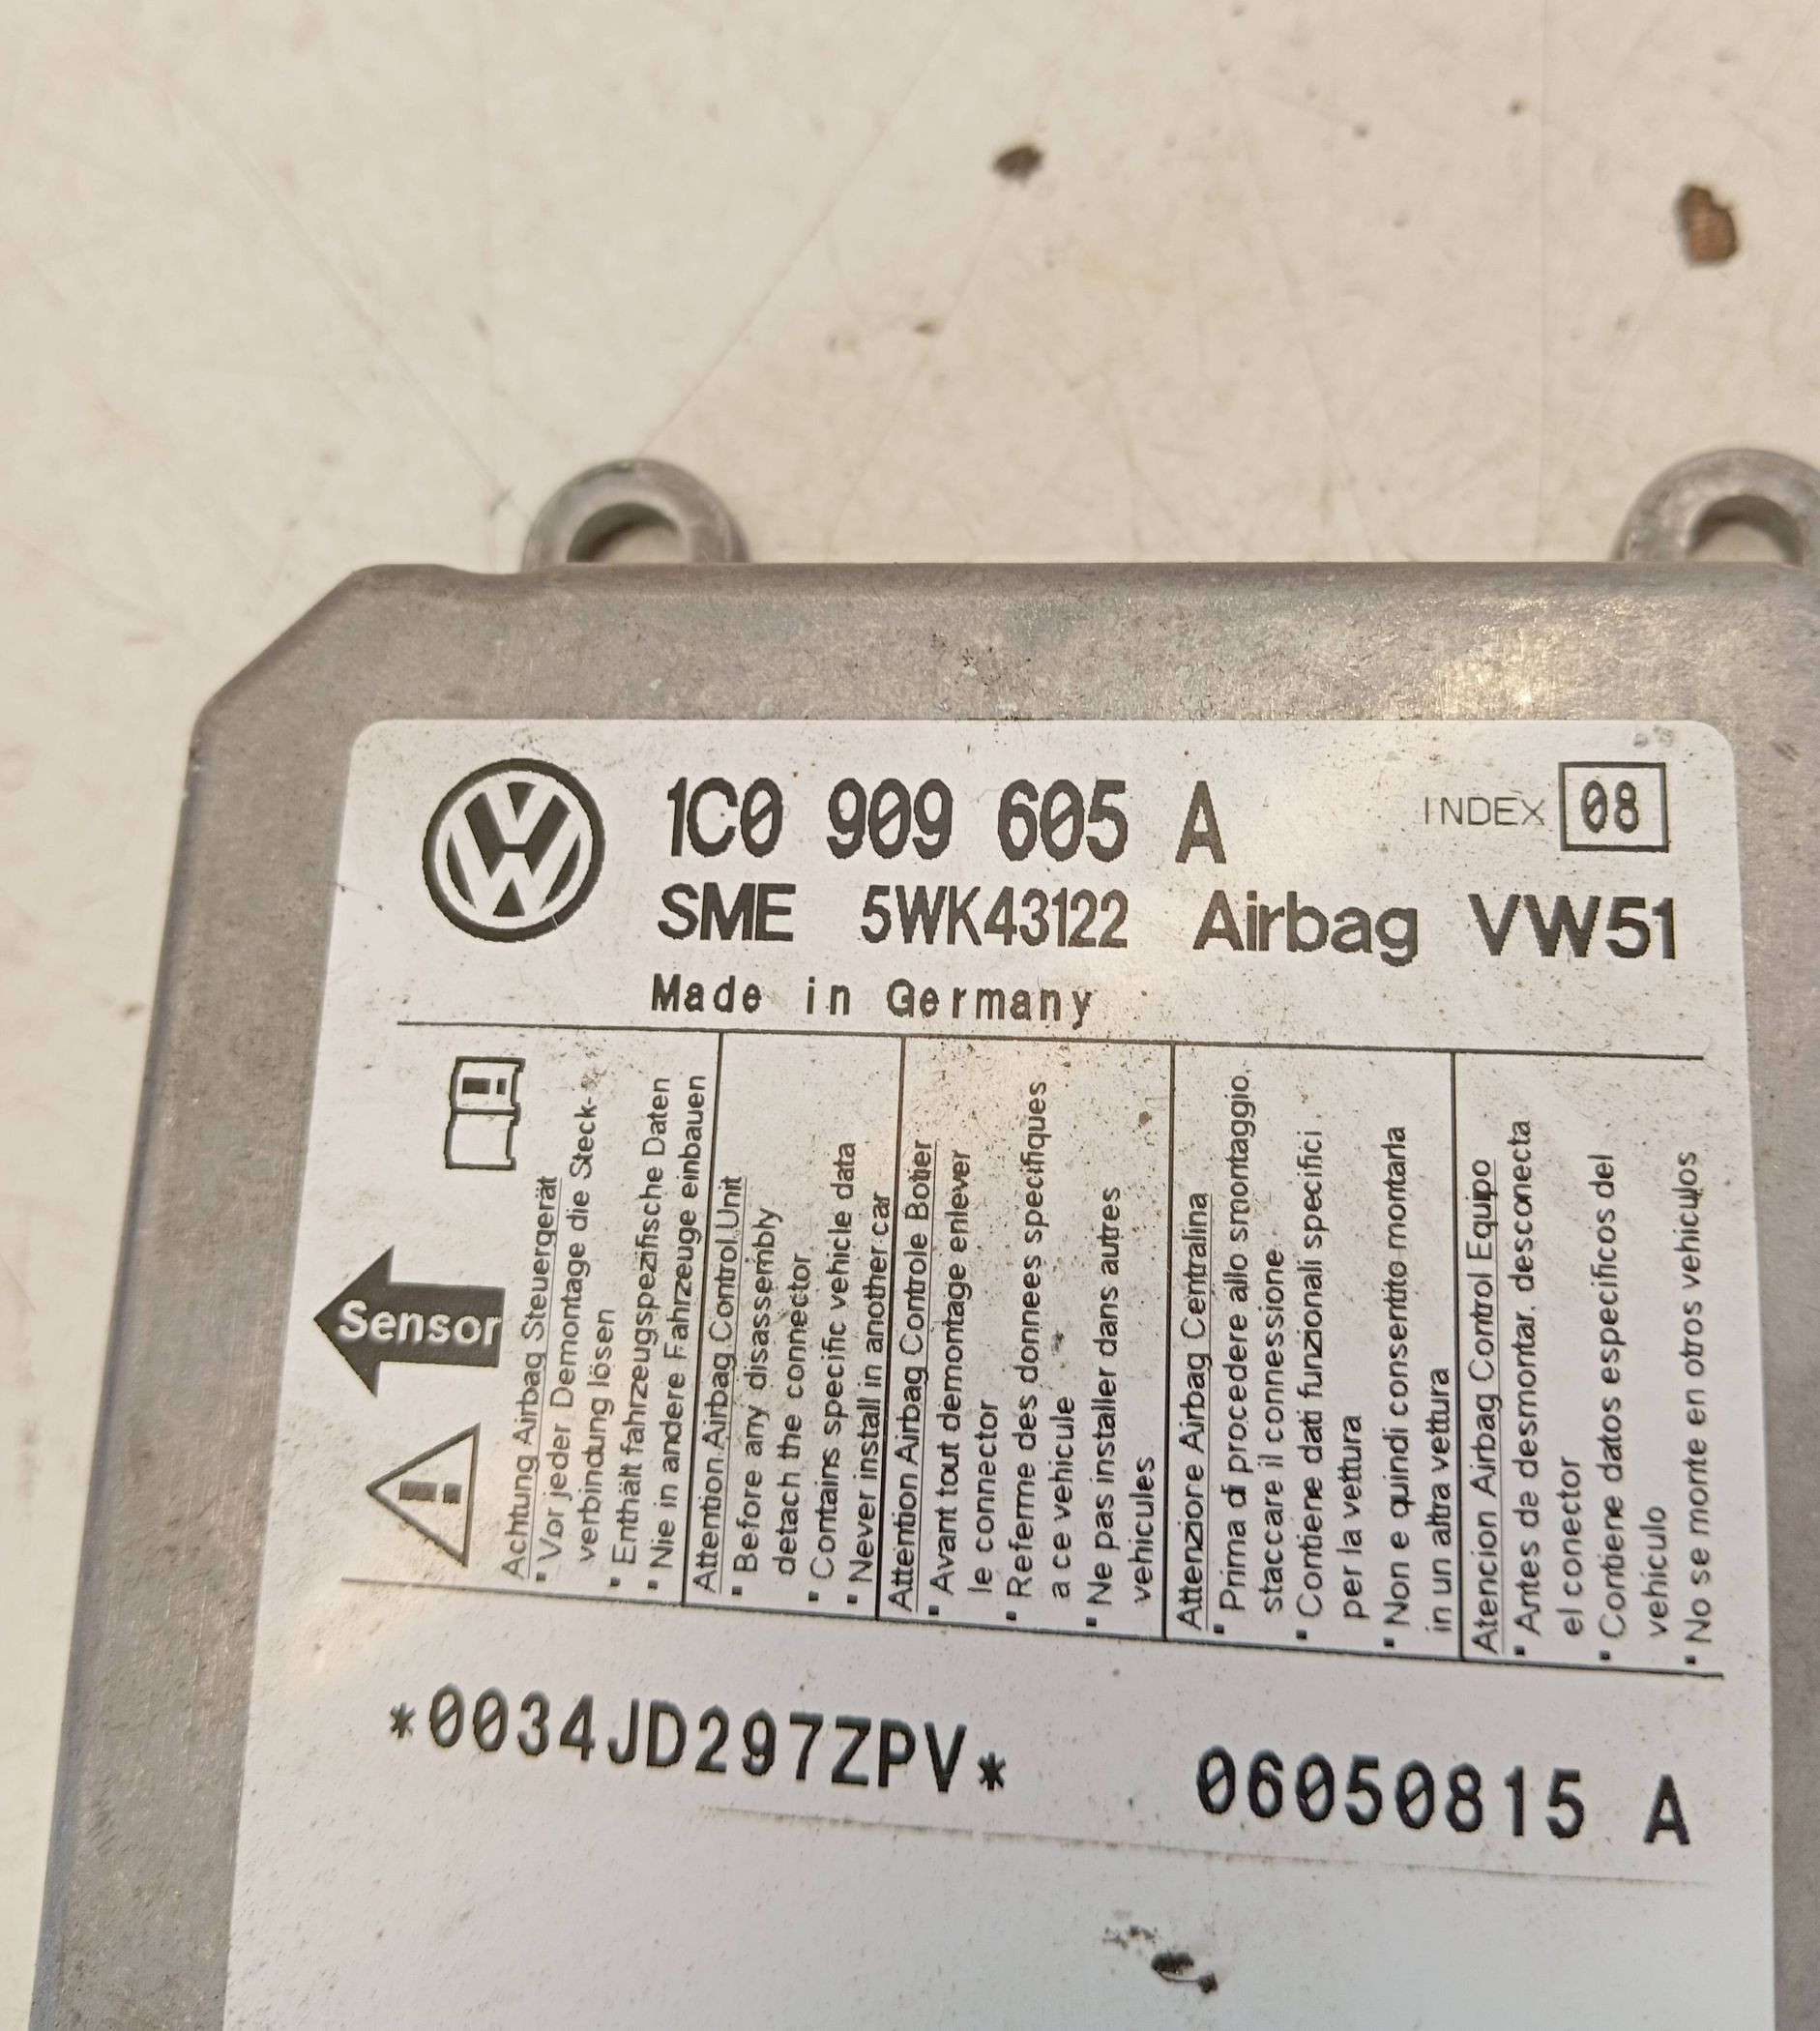 1C0 909 605 A INDEX 08
SME 5WK43122 Airbag VW51
Made in Germany
Sensor
Achtung Airbag Steuergerät
▪ Vor jeder Demontage die Steck-
verbindung lösen
▪ Enthält fahrzeugspezifische Daten
▪ Nie in andere Fahrzeuge einbauen
Attention Airbag Control Unit
▪ Before any disassembly
detach the connector
▪ Contains specific vehicle data
▪ Never install in another car
Attention Airbag Controle Botier
▪ Avant tout demontage enlever
le connector
▪ Referme des donnees specifiques
a ce vehicule
▪ Ne pas installer dans autres
vehicules
Attenzione Airbag Centralina
▪ Prima di procedere allo smontaggio.
staccare il connessione
▪ Contiene dati funzionali specifici
per la vettura
▪ Non e quindi consentito montarla
in un altra vettura
Atencion Airbag Control Equipo
▪ Antes de desmontar. desconecta
el conector
▪ Contiene datos especificos del
vehiculo
▪ No se monte en otros vehiculos
*0034JD297ZPV* 06050815 A